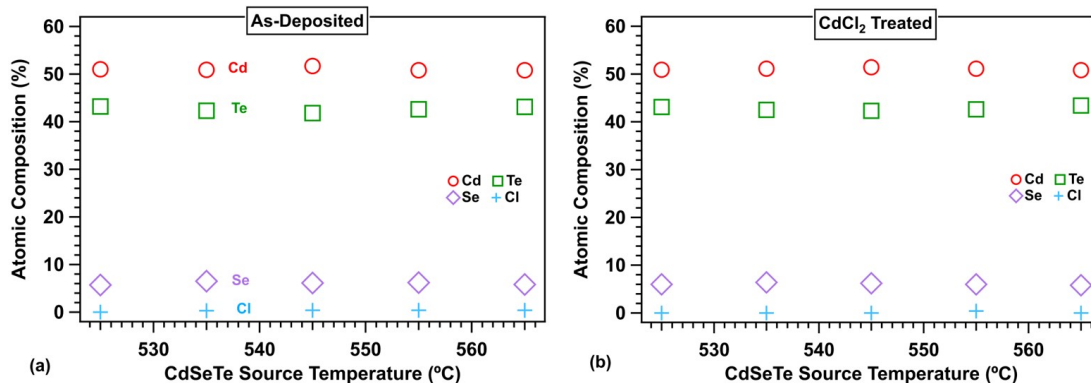 As-Deposited
60
50
40
30
20
10
0
Atomic Composition (%)
Cd
Te
Cd Te
Se Cl
Se
Cl
530 540 550 560
(a)
CdSeTe Source Temperature (ºC)
CdCl₂ Treated
60
50
40
30
20
10
0
Atomic Composition (%)
Cd Te
Se Cl
530 540 550 560
(b)
CdSeTe Source Temperature (ºC)